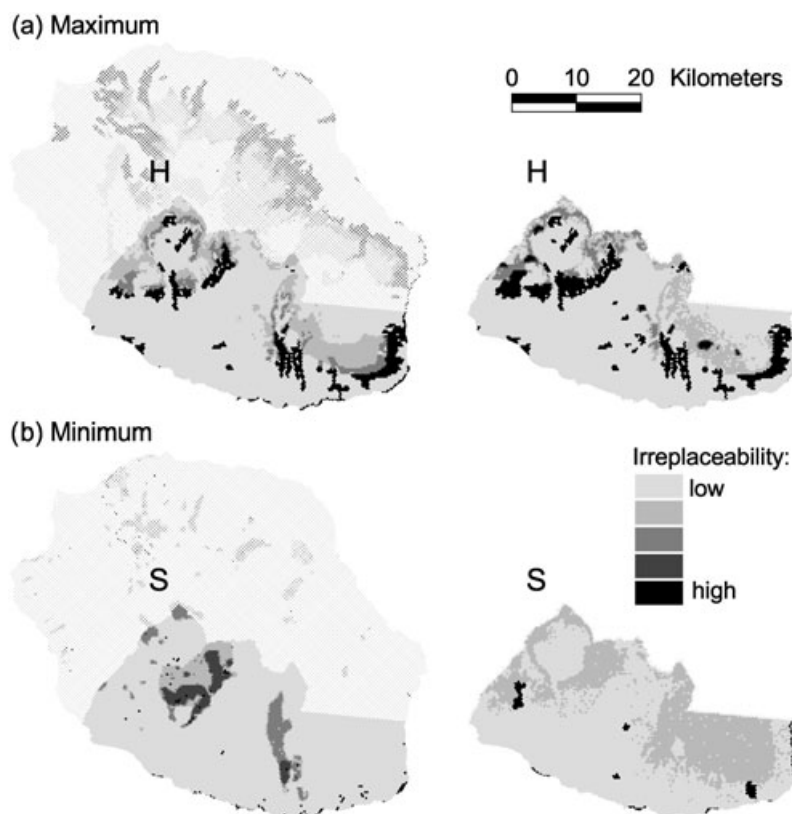 (a) Maximum
0 10 20 Kilometers
H
H
(b) Minimum
Irreplaceability:
low
high
S
S